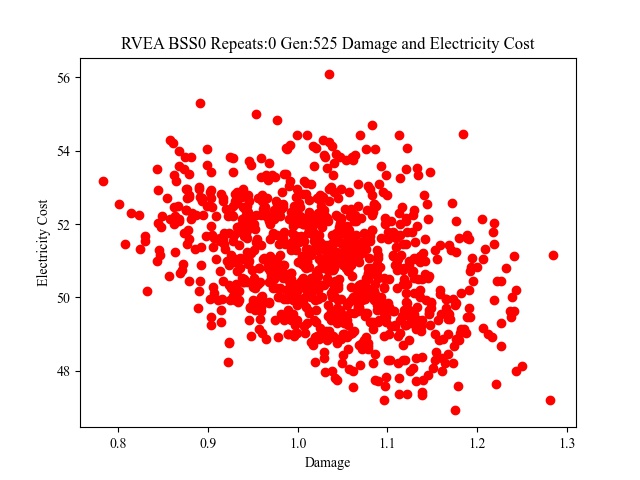 RVEA BSS0 Repeats:0 Gen:525 Damage and Electricity Cost
56
54
52
50
48
Electricity Cost
0.8 0.9 1.0 1.1 1.2 1.3
Damage